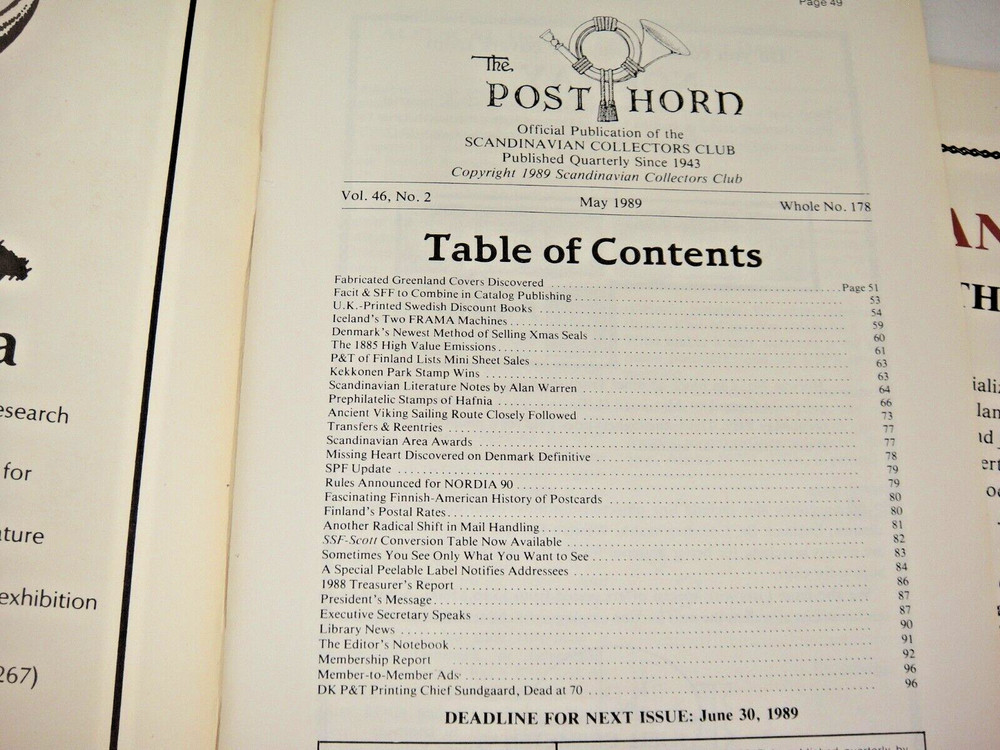 a
esearch
for
ature
exhibition
267)
Page 49
The
POST HORN
Official Publication of the
SCANDINAVIAN COLLECTORS CLUB
Published Quarterly Since 1943
Copyright 1989 Scandinavian Collectors Club
Vol. 46, No. 2 May 1989 Whole No. 178
Table of Contents
Fabricated Greenland Covers Discovered Page 51
Facit & SFF to Combine in Catalog Publishing 53
U.K.-Printed Swedish Discount Books 54
Iceland's Two FRAMA Machines 59
Denmark's Newest Method of Selling Xmas Seals 60
The 1885 High Value Emissions 61
P&T of Finland Lists Mini Sheet Sales 63
Kekkonen Park Stamp Wins 63
Scandinavian Literature Notes by Alan Warren 64
Prephilatelic Stamps of Hafnia 66
Ancient Viking Sailing Route Closely Followed 73
Transfers & Reentries 77
Scandinavian Area Awards 77
Missing Heart Discovered on Denmark Definitive 78
SPF Update 79
Rules Announced for NORDIA 90 79
Fascinating Finnish-American History of Postcards 80
Finland's Postal Rates 80
Another Radical Shift in Mail Handling 81
SSF-Scott Conversion Table Now Available 82
Sometimes You See Only What You Want to See 83
A Special Peelable Label Notifies Addressees 84
1988 Treasurer's Report 86
President's Message 87
Executive Secretary Speaks 87
Library News 90
The Editor's Notebook 91
Membership Report 92
Member-to-Member Ads 96
DK P&T Printing Chief Sundgaard, Dead at 70 96
DEADLINE FOR NEXT ISSUE: June 30, 1989
AN
TH
ializ
lan
nd
ert